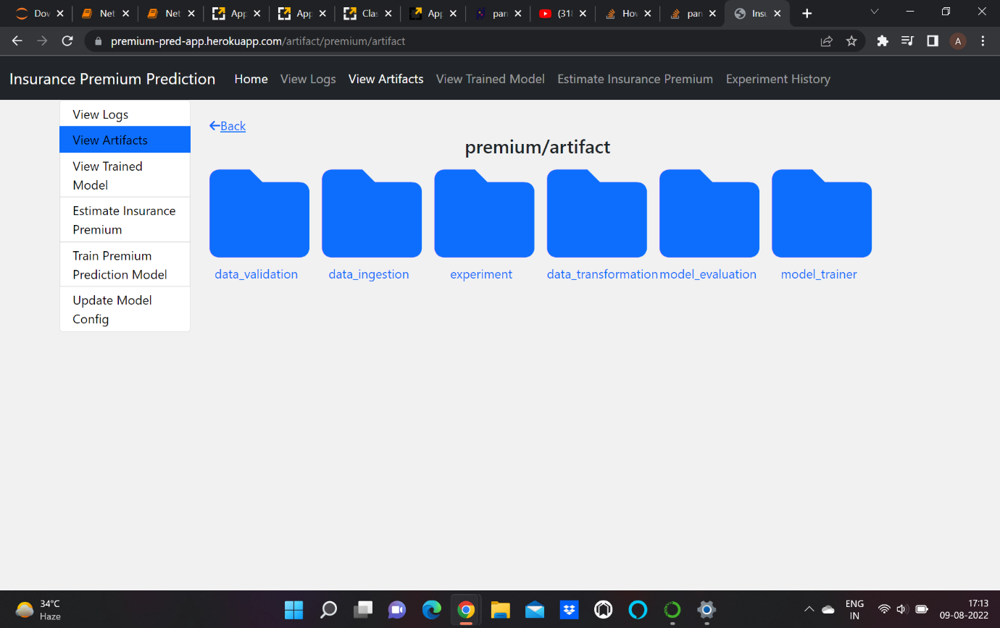 Dow
Net
Net
App
App
Clas
App
pan
(318
How
pan
Insu
premium-pred-app.herokuapp.com/artifact/premium/artifact
A
Insurance Premium Prediction
Home
View Logs
View Artifacts
View Trained Model
Estimate Insurance Premium
Experiment History
View Logs
View Artifacts
View Trained
Model
Estimate Insurance
Premium
Train Premium
Prediction Model
Update Model
Config
Back
premium/artifact
data_validation
data_ingestion
experiment
data_transformation
model_evaluation
model_trainer
34°C
Haze
ENG
IN
17:13
09-08-2022